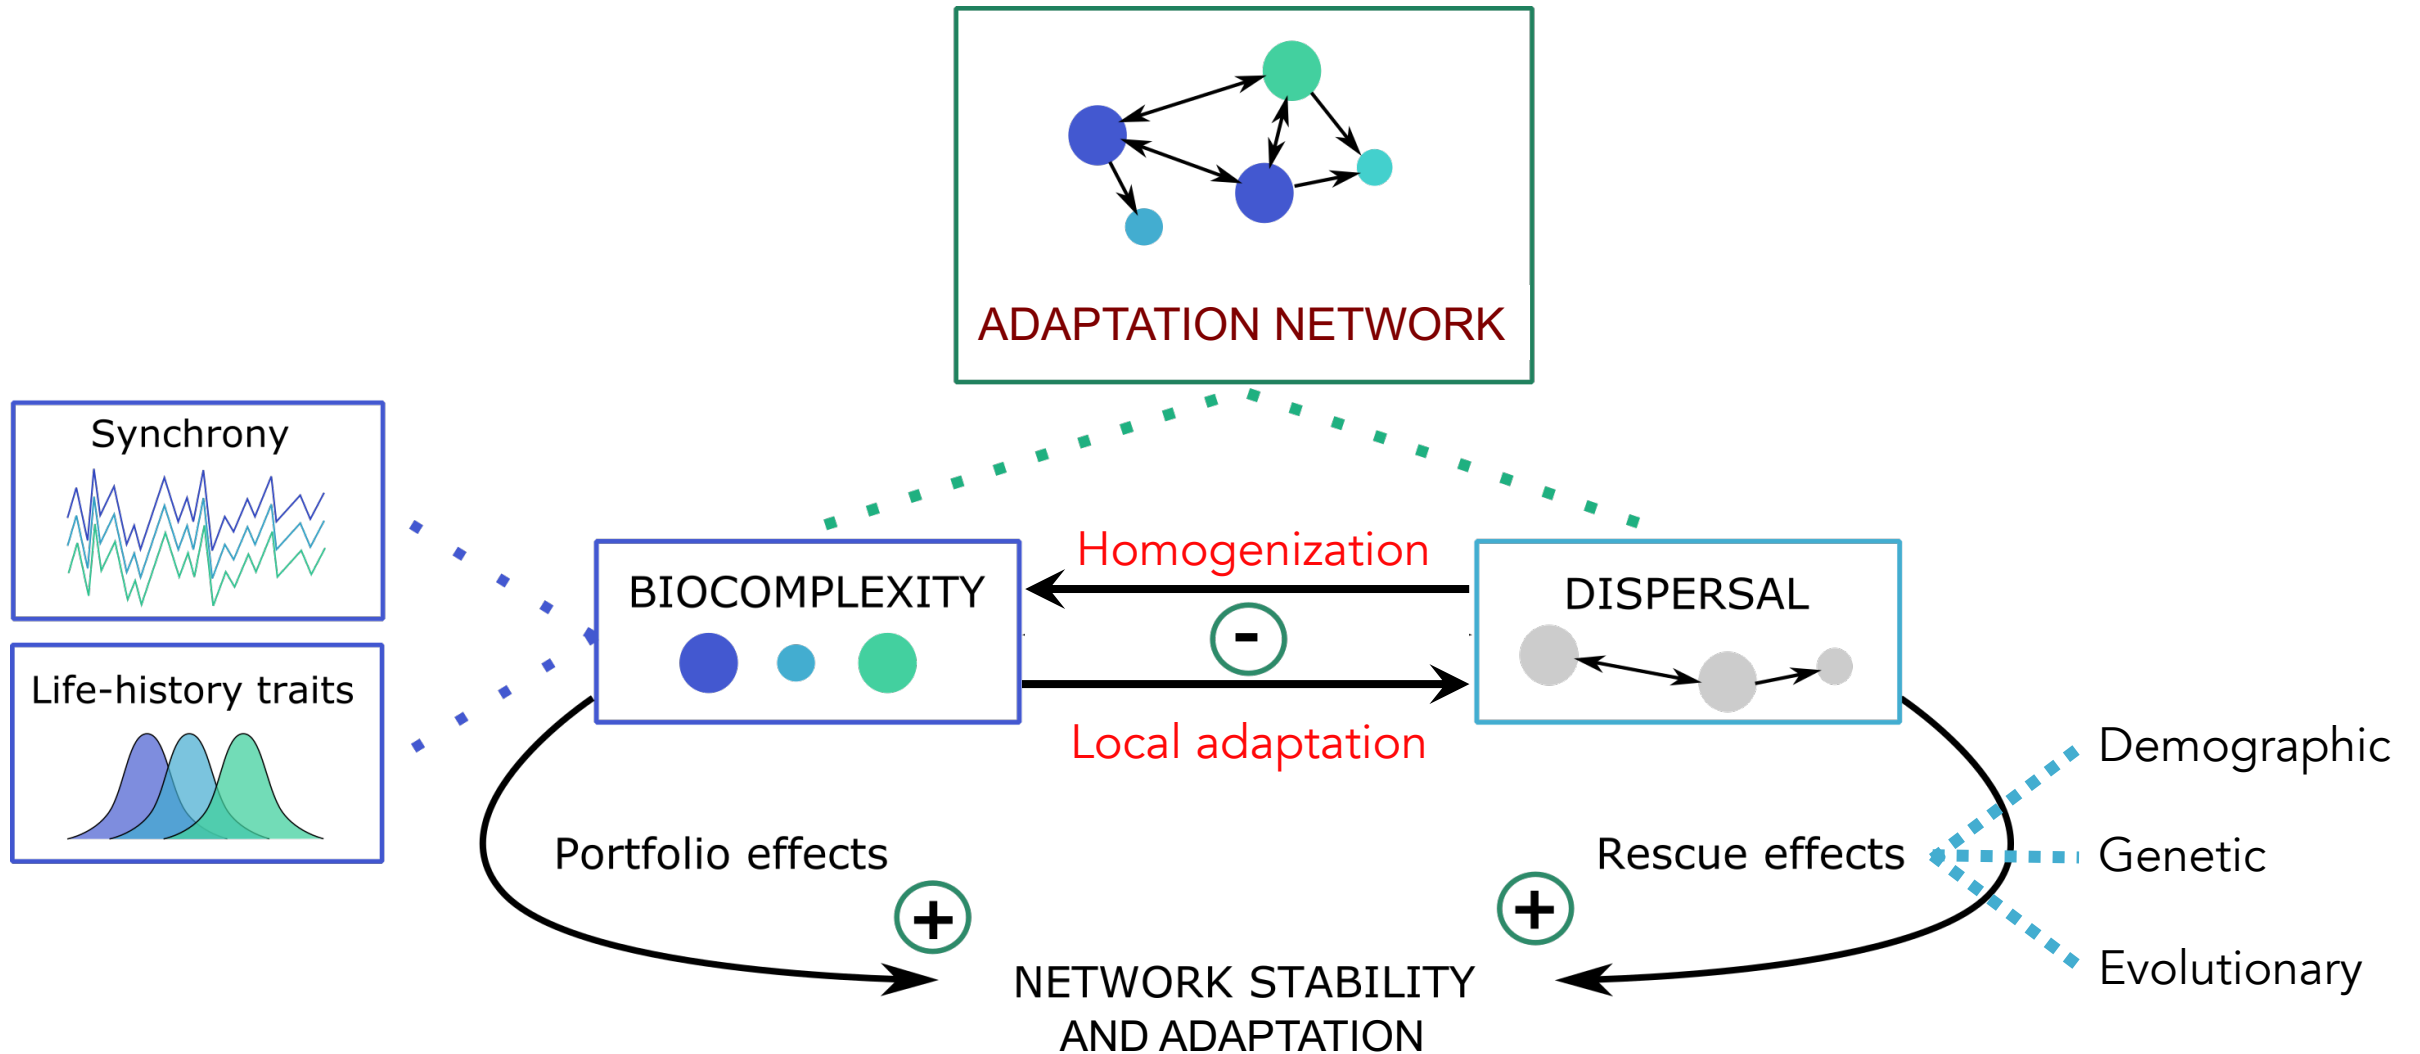 ADAPTATION NETWORK
Synchrony
Life-history traits
BIOCOMPLEXITY
Homogenization
-
Local adaptation
DISPERSAL
Portfolio effects
+
+
Rescue effects
Demographic
Genetic
Evolutionary
NETWORK STABILITY
AND ADAPTATION